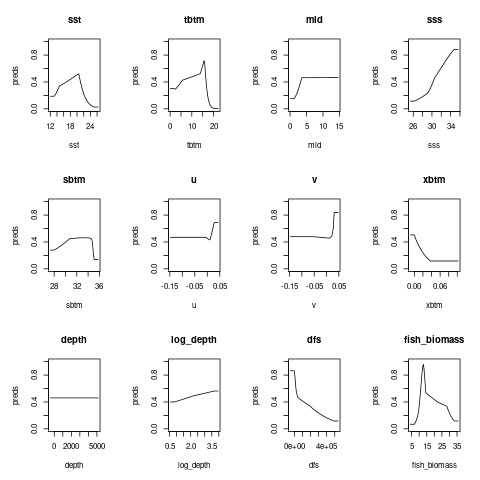 sst tbtm mld sss
preds 0.0 0.4 0.8 preds 0.0 0.4 0.8 preds 0.0 0.4 0.8 preds 0.0 0.4 0.8
12 16 20 24 0 5 10 20 0 5 10 15 26 30 34
sst tbtm mld sss
sbtm u v xbtm
preds 0.0 0.4 0.8 preds 0.0 0.4 0.8 preds 0.0 0.4 0.8 preds 0.0 0.4 0.8
28 32 36 -0.15 -0.05 0.05 -0.15 -0.05 0.05 0.00 0.06
sbtm u v xbtm
depth log_depth dfs fish_biomass
preds 0.0 0.4 0.8 preds 0.0 0.4 0.8 preds 0.0 0.4 0.8 preds 0.0 0.4 0.8
0 2000 5000 0.5 2.0 3.5 0e+00 4e+05 5 15 25 35
depth log_depth dfs fish_biomass